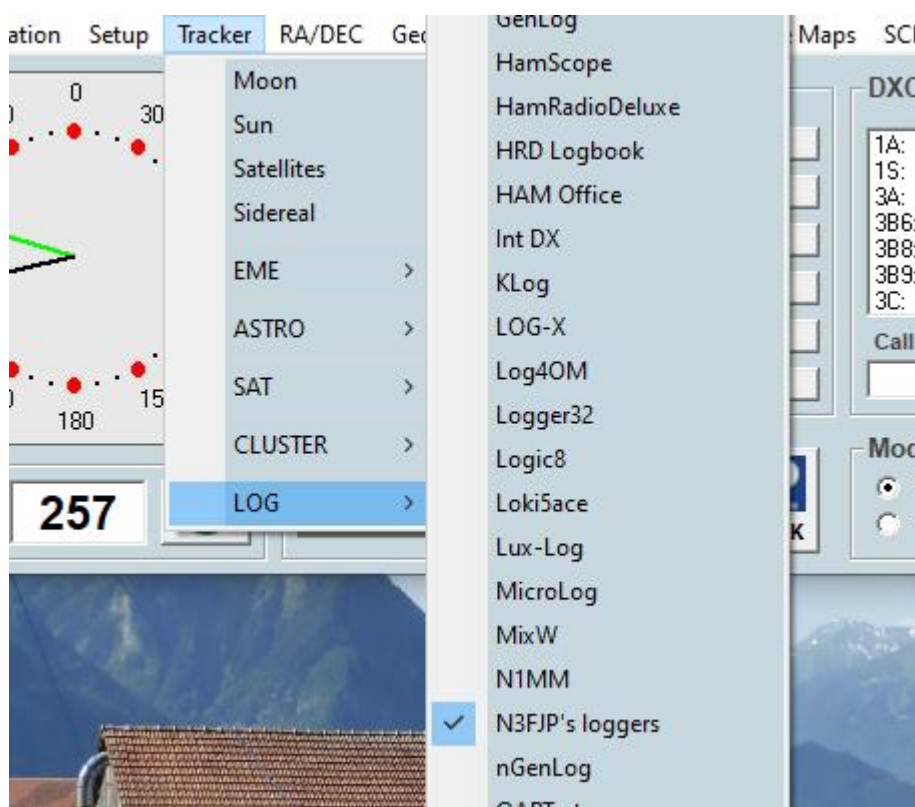 ation Setup Tracker RA/DEC Geo Maps
Moon
Sun
Satellites
Sidereal
EME
ASTRO
SAT
CLUSTER
LOG
GenLog
HamScope
HamRadioDeluxe
HRD Logbook
HAM Office
Int DX
KLog
LOG-X
Log4OM
Logger32
Logic8
Loki5ace
Lux-Log
MicroLog
MixW
N1MM
N3FJP's loggers
nGenLog
0
30
15
180
257
DXC
1A:
1S:
3A:
3B6:
3B8:
3B9:
3C:
Call
Mod
K